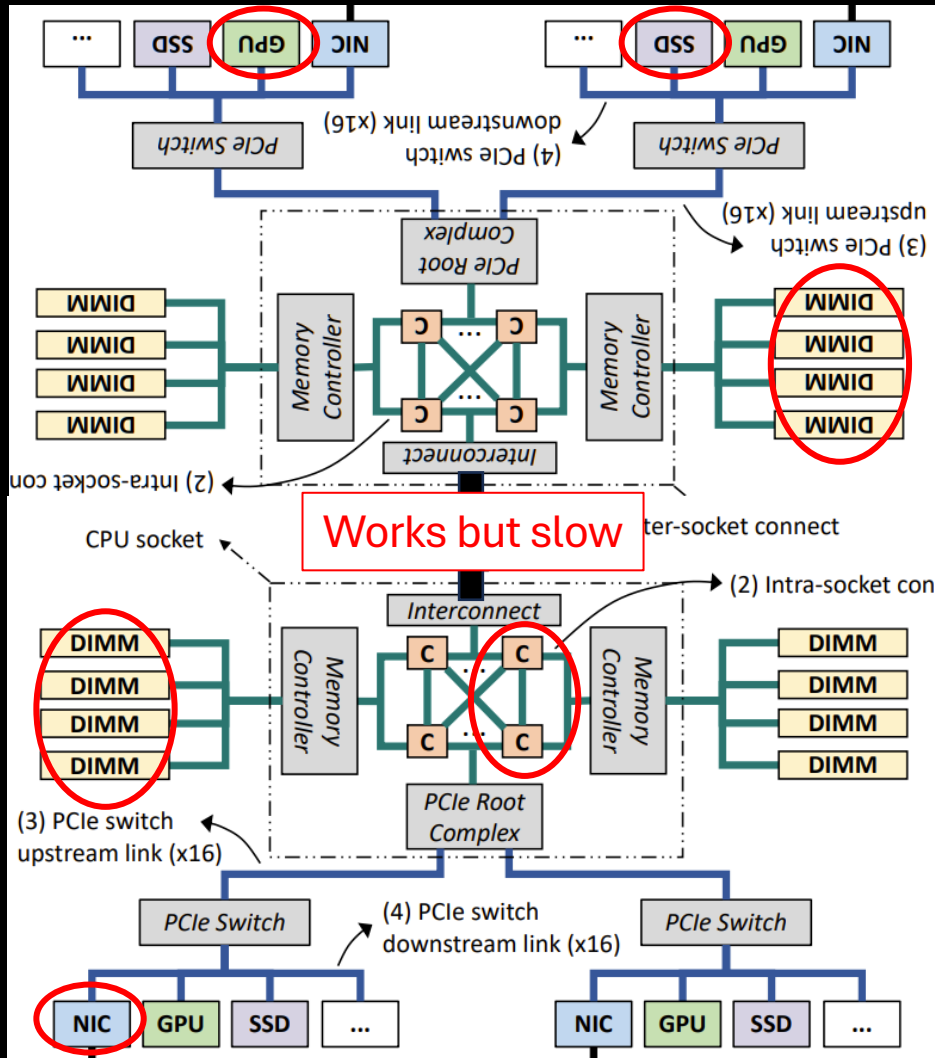 ... SSD GPU NIC
... SSD GPU NIC
(4) PCIe switch
downstream link (x16)
PCIe Switch
PCIe Switch
(3) PCIe switch
upstream link (x16)
PCIe Root
Complex
DIMM
DIMM
DIMM
DIMM
Memory
Controller
C ... C
C ... C
Memory
Controller
DIMM
DIMM
DIMM
DIMM
Interconnect
(2) Intra-socket con
Works but slow
ter-socket connect
CPU socket
Interconnect
(2) Intra-socket con
DIMM
DIMM
DIMM
DIMM
Memory
Controller
C ... C
C ... C
Memory
Controller
DIMM
DIMM
DIMM
DIMM
PCIe Root
Complex
(3) PCIe switch
upstream link (x16)
PCIe Switch
(4) PCIe switch
downstream link (x16)
PCIe Switch
NIC GPU SSD ...
NIC GPU SSD ...